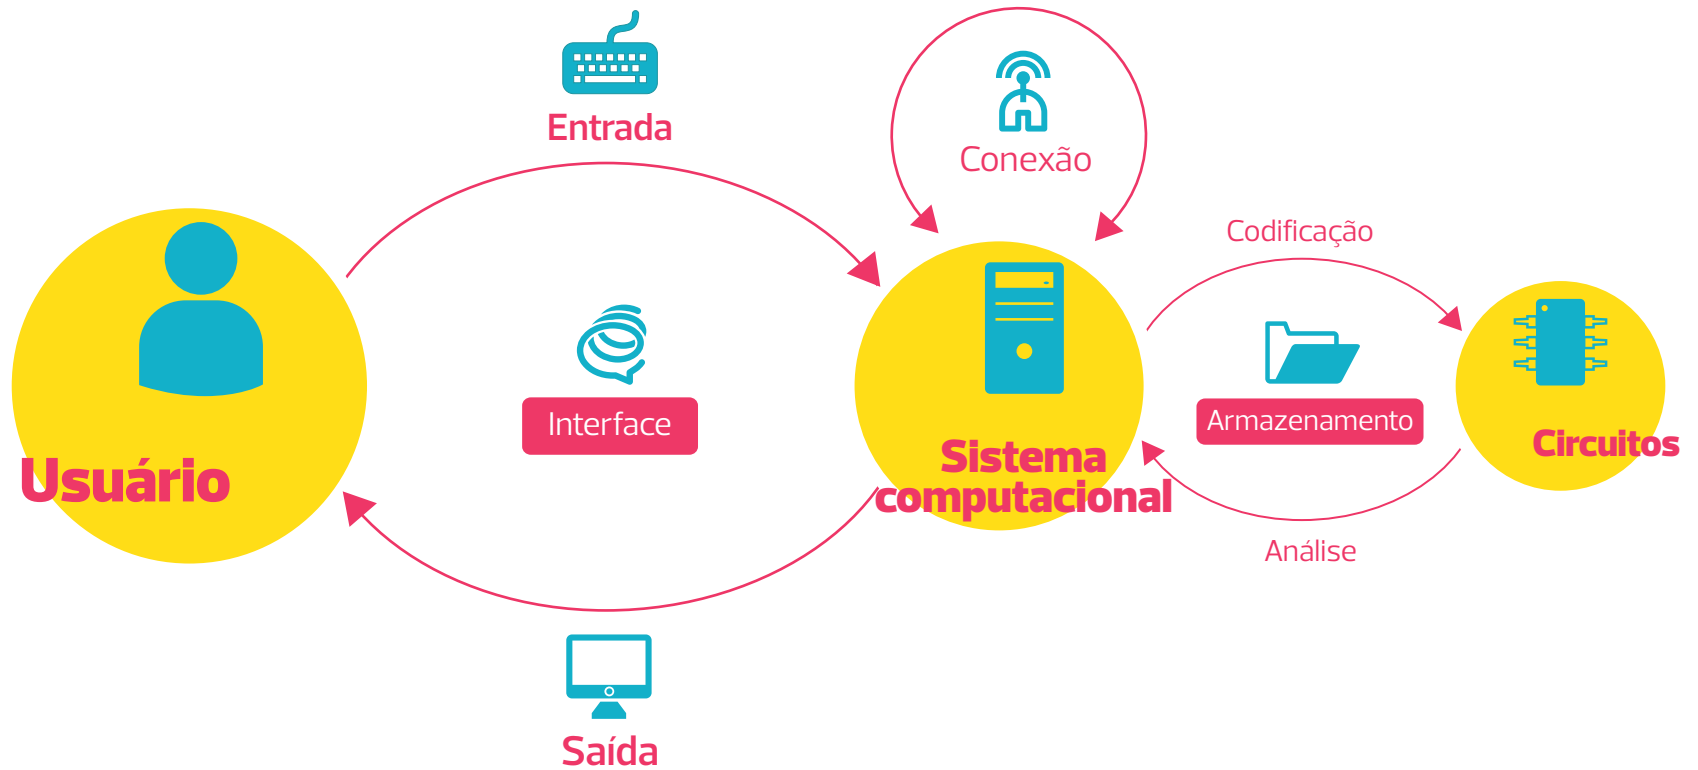 Entrada
Conexão
Codificação
Interface
Armazenamento
Usuário
Sistema
computacional
Circuitos
Análise
Saída